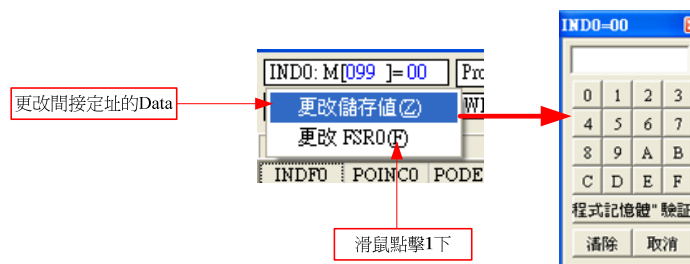 IND0=00
IND0: M[099 ]= 00
更改間接定址的Data
更改儲存值(Z)
更改 FSR0(F)
INDF0 POINC0 PODE
滑鼠點擊1下
0 1 2 3
4 5 6 7
8 9 A B
C D E F
程式記憶體" 驗証
清除 取消